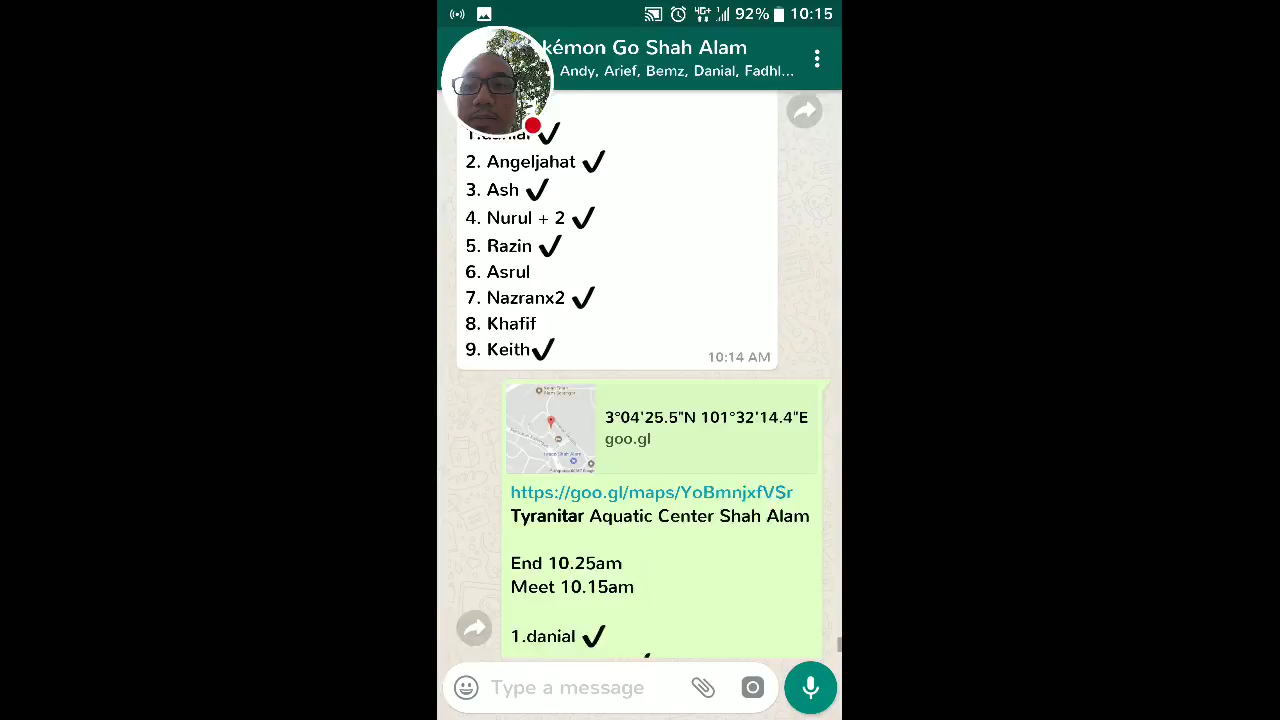 92% 10:15
kémon Go Shah Alam
Andy, Arief, Bemz, Danial, Fadhl...
1.danial ✔
2. Angeljahat ✔
3. Ash ✔
4. Nurul + 2 ✔
5. Razin ✔
6. Asrul
7. Nazranx2 ✔
8. Khafif
9. Keith✔
10:14 AM
3°04'25.5"N 101°32'14.4"E
goo.gl
https://goo.gl/maps/YoBmnjxfVSr
Tyranitar Aquatic Center Shah Alam
End 10.25am
Meet 10.15am
1.danial ✔
Type a message